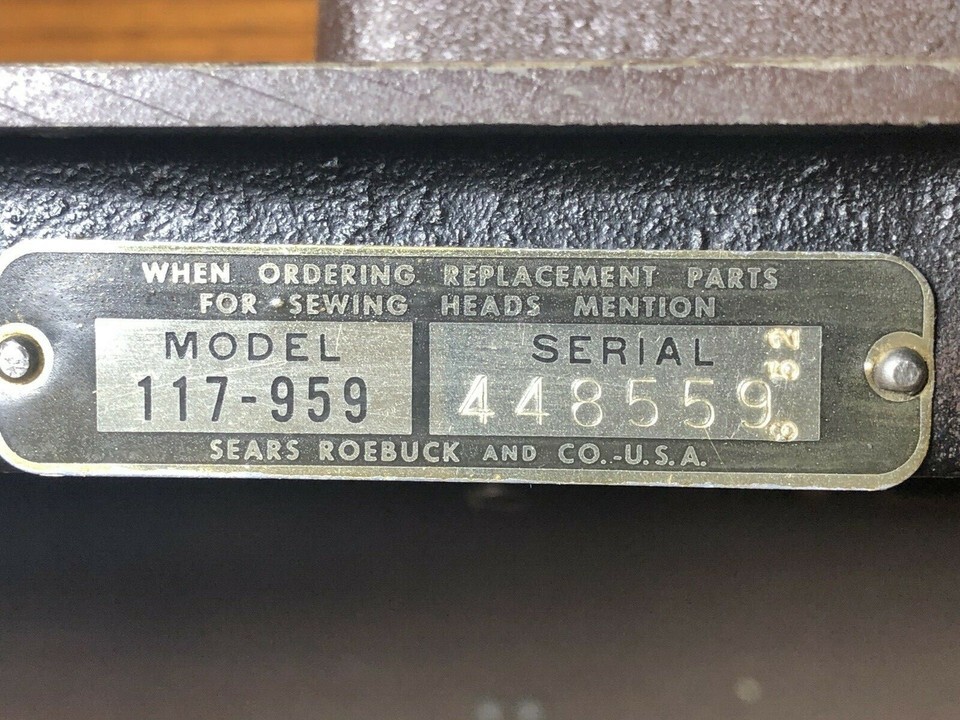 WHEN ORDERING REPLACEMENT PARTS
FOR SEWING HEADS MENTION
MODEL
117-959
SERIAL
448559
SEARS ROEBUCK AND CO.-U.S.A.